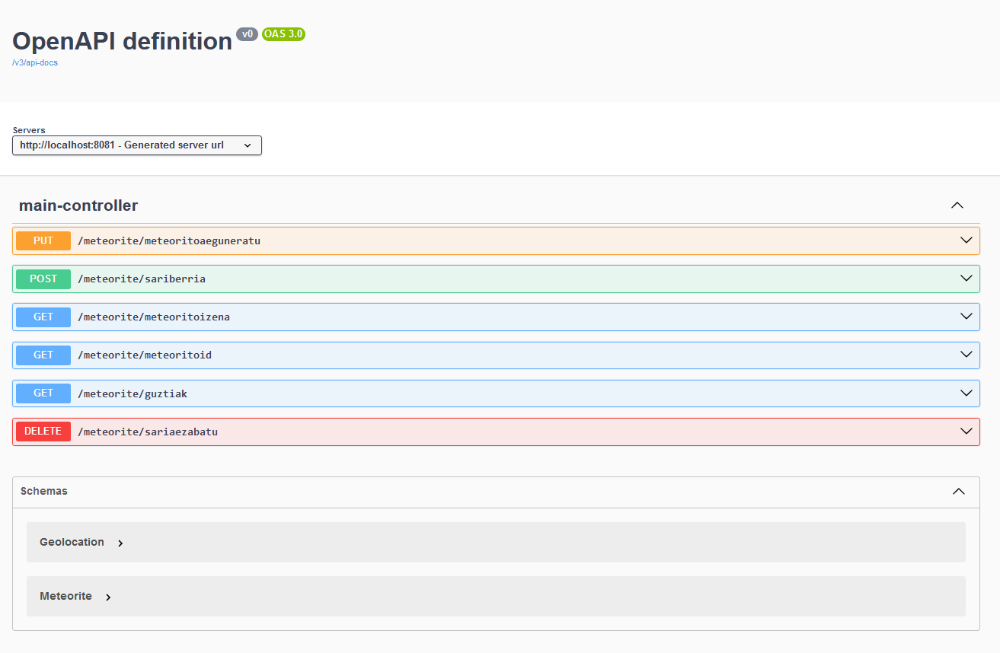 OpenAPI definition v0 OAS 3.0
/v3/api-docs
Servers
http://localhost:8081 - Generated server url
main-controller
PUT /meteorite/meteoritoaeguneratu
POST /meteorite/sariberria
GET /meteorite/meteoritoizena
GET /meteorite/meteoritoid
GET /meteorite/guztiak
DELETE /meteorite/sariaezabatu
Schemas
Geolocation
Meteorite